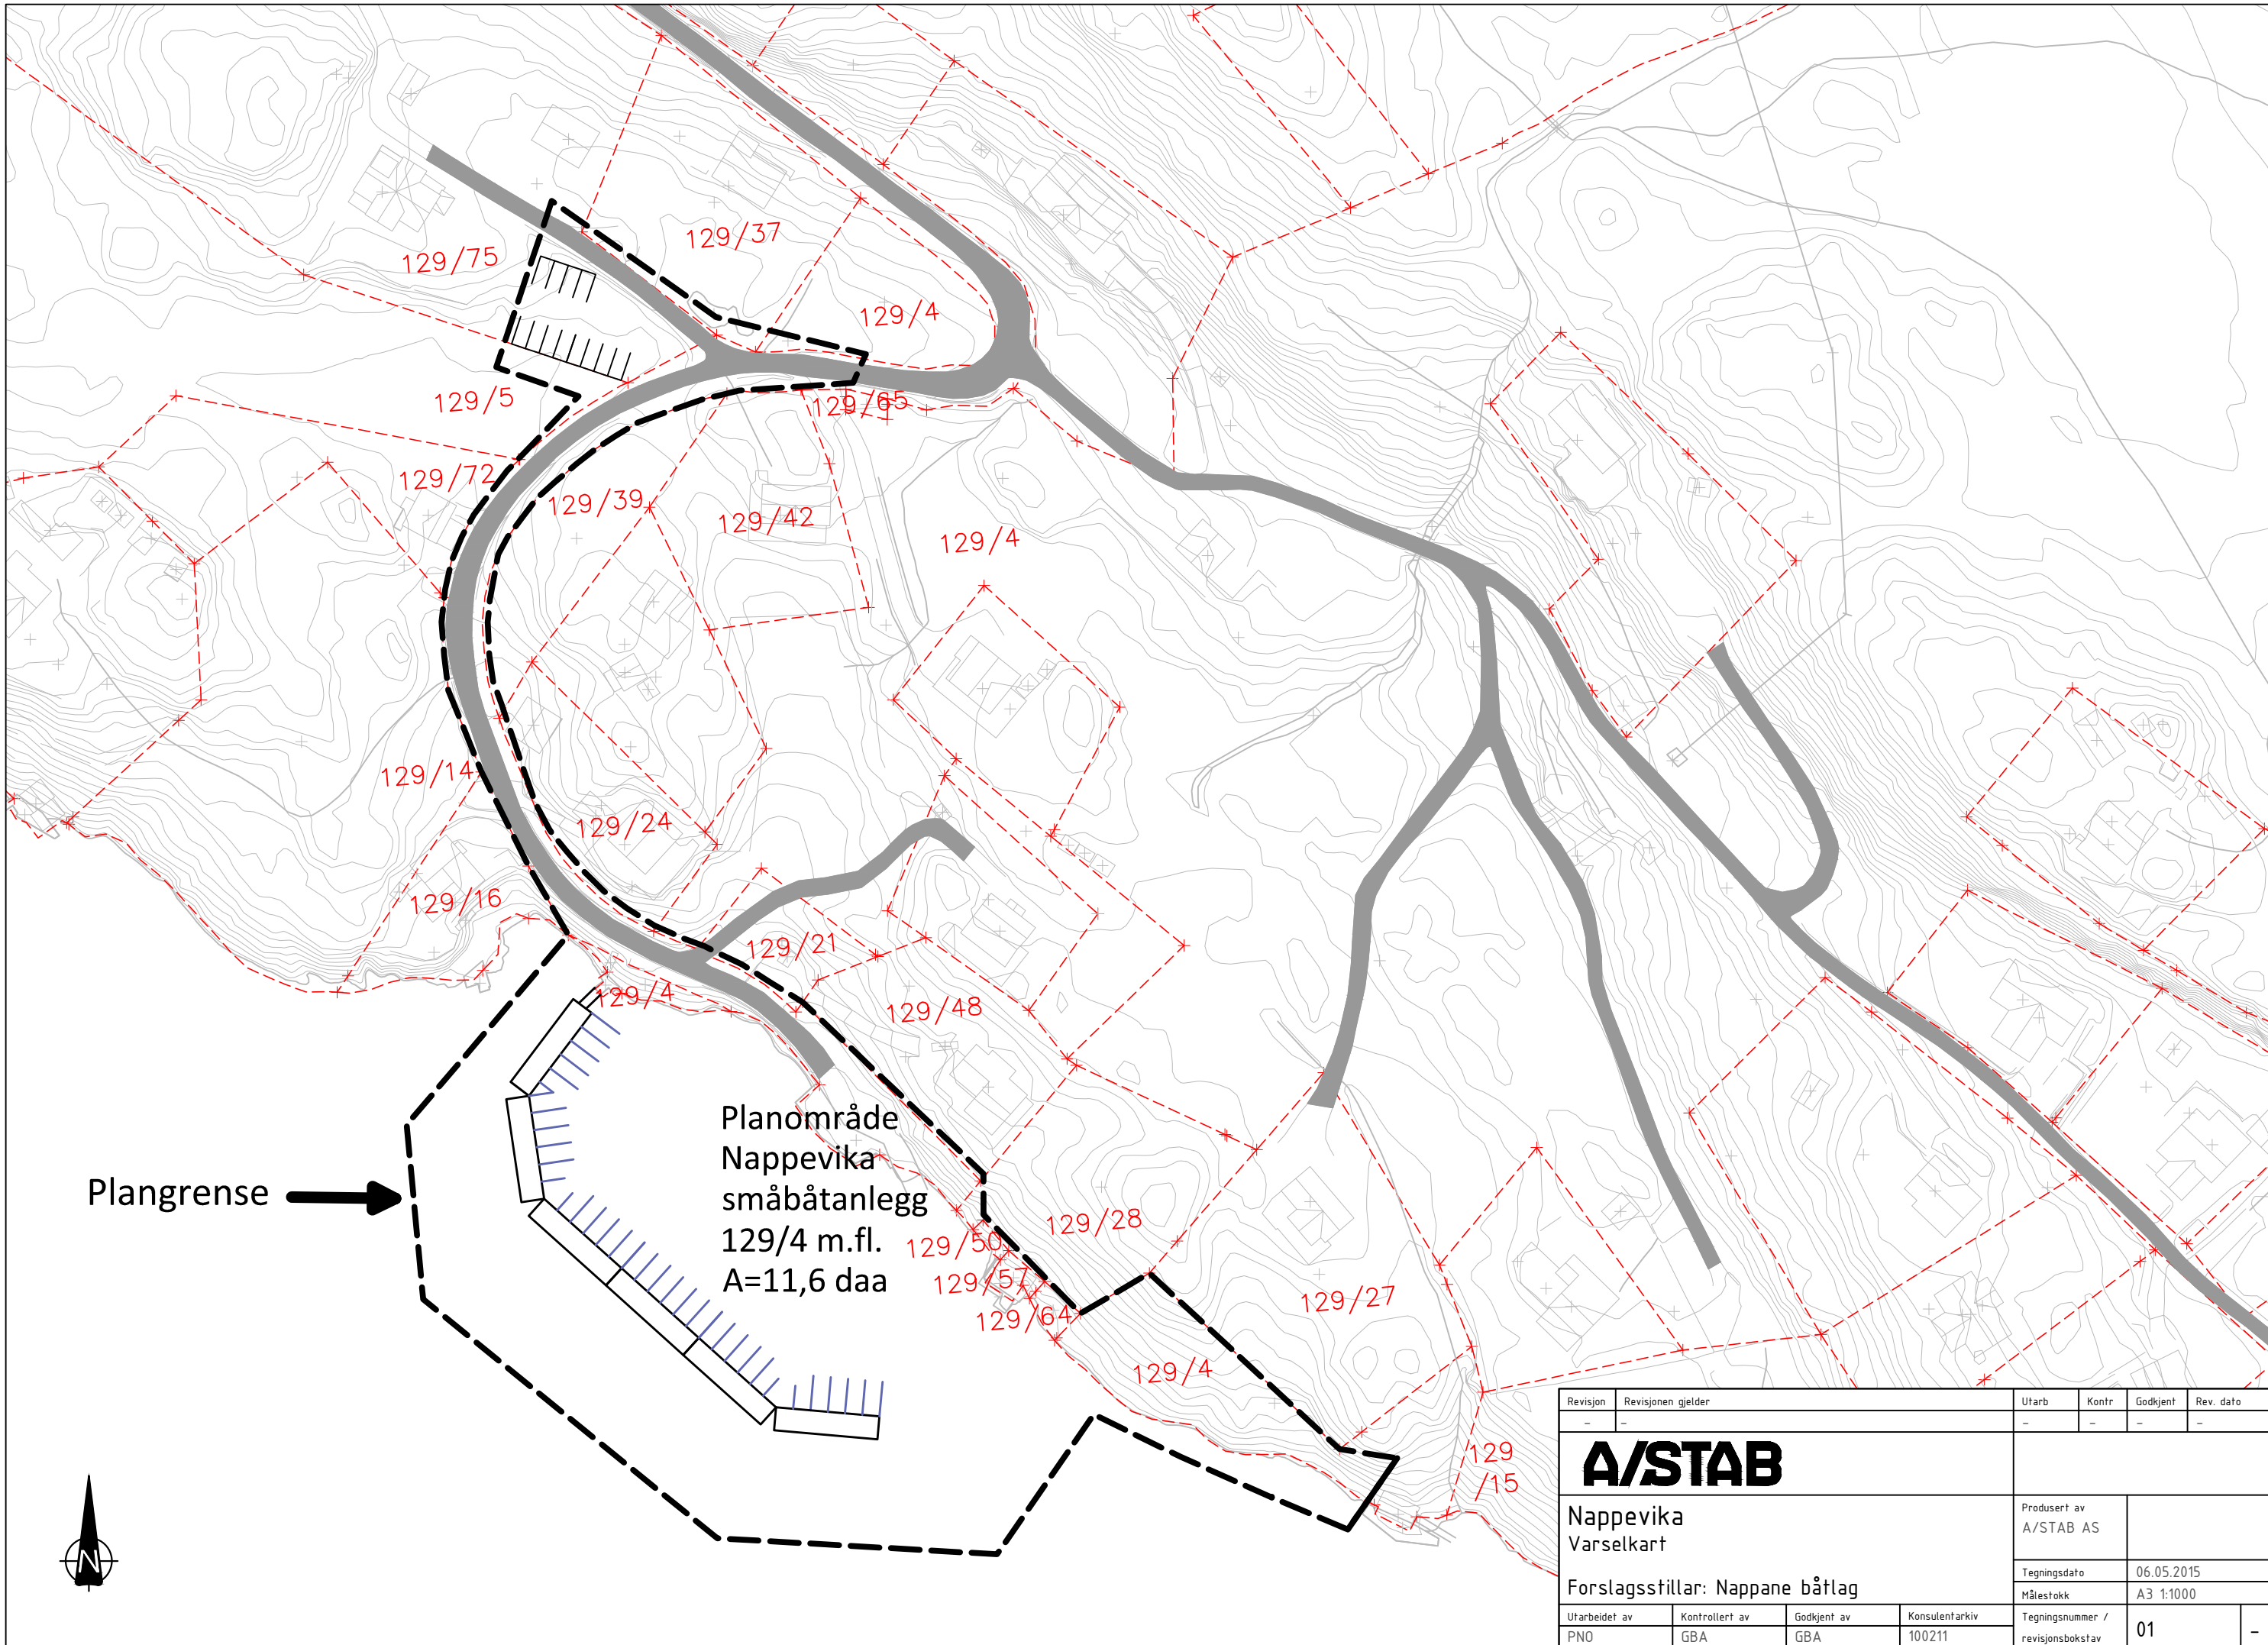 129/37
129/75
129/4
129/5
129/65
129/72
129/39
129/42
129/4
129/14
129/24
129/16
129/21
129/4
129/48
Planområde
Nappevika
småbåtanlegg
129/4 m.fl.
A=11,6 daa
Plangrense
129/28
129/50
129/57
129/64
129/27
129/4
129
/15
N
Revisjon Revisjonen gjelder Utarb Kontr Godkjent Rev. dato
- - - - - -
A/STAB
Nappevika
Varselkart
Forslagsstillar: Nappane båtlag
Produsert av
A/STAB AS
Tegningsdato 06.05.2015
Målestokk A3 1:1000
Utarbeidet av Kontrollert av Godkjent av Konsulentarkiv
PNO GBA GBA 100211
Tegningsnummer /
revisjonsbokstav
01 -